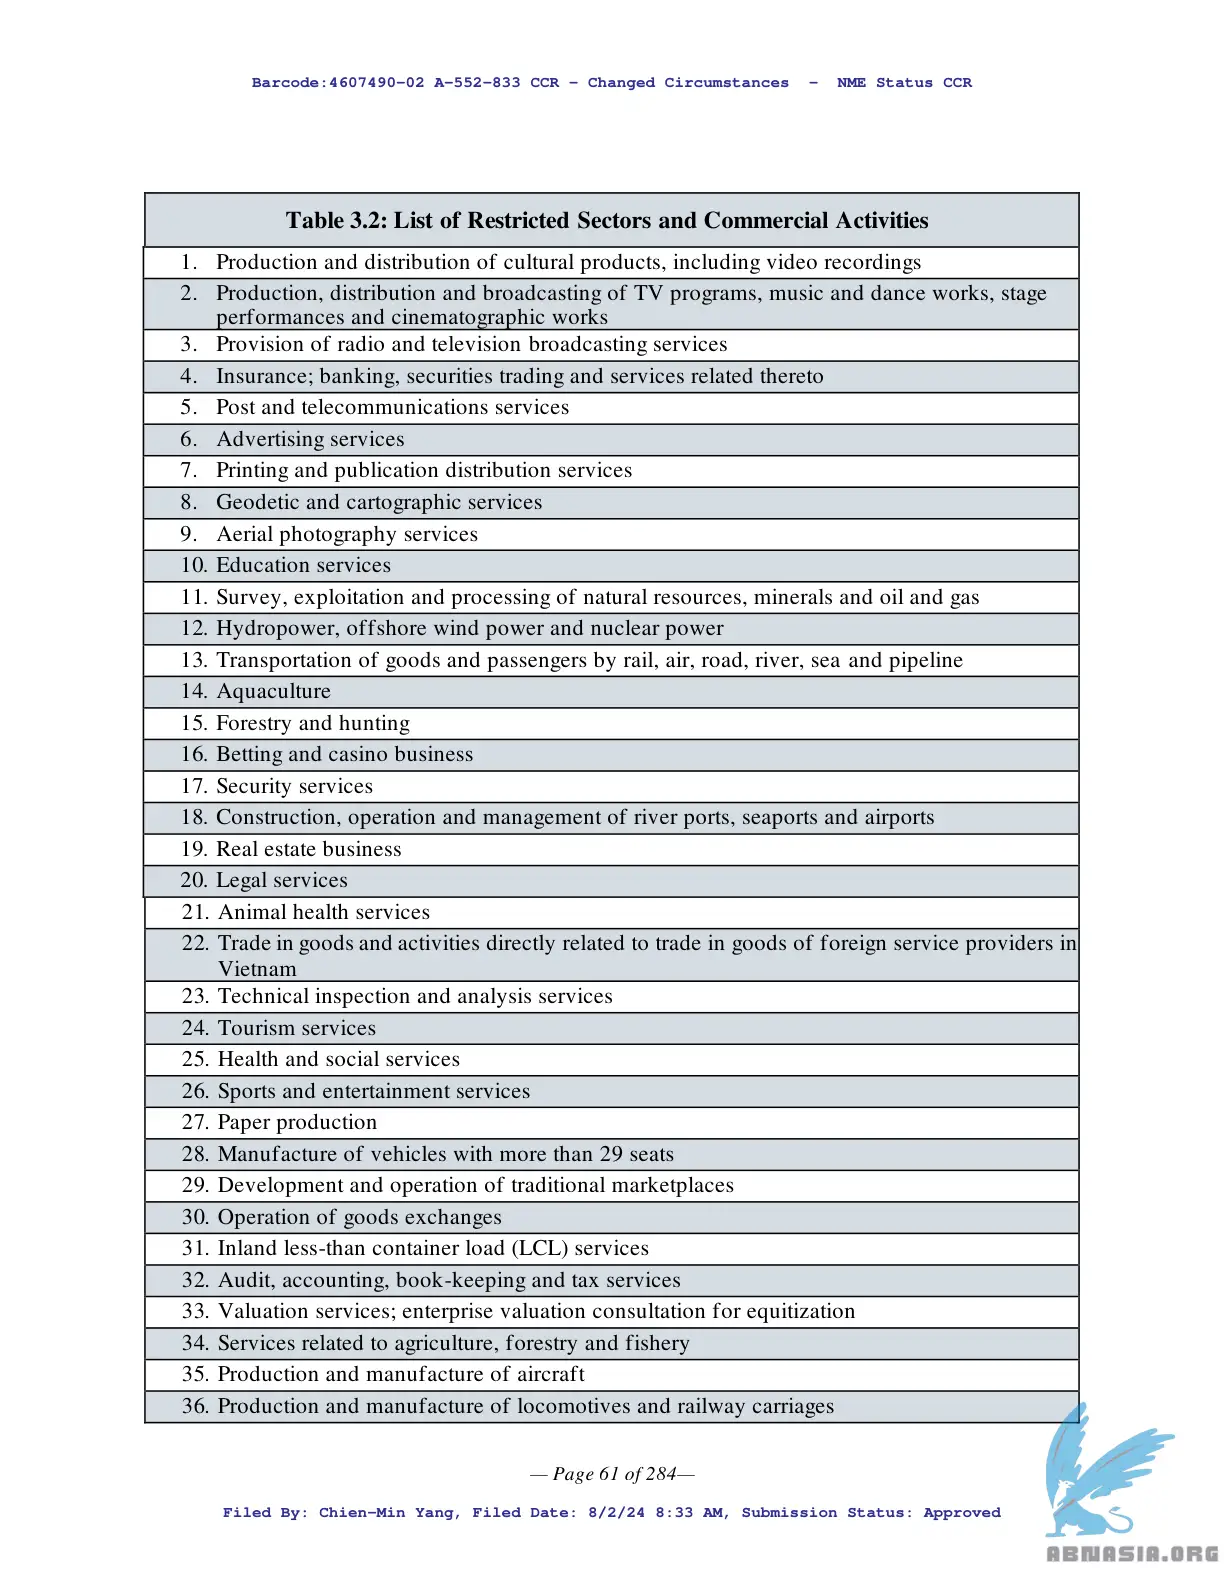 Barcode:4607490-02 A-552-833 CCR - Changed Circumstances - NME Status CCR
Table 3.2: List of Restricted Sectors and Commercial Activities
1. Production and distribution of cultural products, including video recordings
2. Production, distribution and broadcasting of TV programs, music and dance works, stage
performances and cinematographic works
3. Provision of radio and television broadcasting services
4. Insurance; banking, securities trading and services related thereto
5. Post and telecommunications services
6. Advertising services
7. Printing and publication distribution services
8. Geodetic and cartographic services
9. Aerial photography services
10. Education services
11. Survey, exploitation and processing of natural resources, minerals and oil and gas
12. Hydropower, offshore wind power and nuclear power
13. Transportation of goods and passengers by rail, air, road, river, sea and pipeline
14. Aquaculture
15. Forestry and hunting
16. Betting and casino business
17. Security services
18. Construction, operation and management of river ports, seaports and airports
19. Real estate business
20. Legal services
21. Animal health services
22. Trade in goods and activities directly related to trade in goods of foreign service providers in
Vietnam
23. Technical inspection and analysis services
24. Tourism services
25. Health and social services
26. Sports and entertainment services
27. Paper production
28. Manufacture of vehicles with more than 29 seats
29. Development and operation of traditional marketplaces
30. Operation of goods exchanges
31. Inland less-than container load (LCL) services
32. Audit, accounting, book-keeping and tax services
33. Valuation services; enterprise valuation consultation for equitization
34. Services related to agriculture, forestry and fishery
35. Production and manufacture of aircraft
36. Production and manufacture of locomotives and railway carriages
— Page 61 of 284—
Filed By: Chien-Min Yang, Filed Date: 8/2/24 8:33 AM, Submission Status: Approved
ABNASIA.ORG